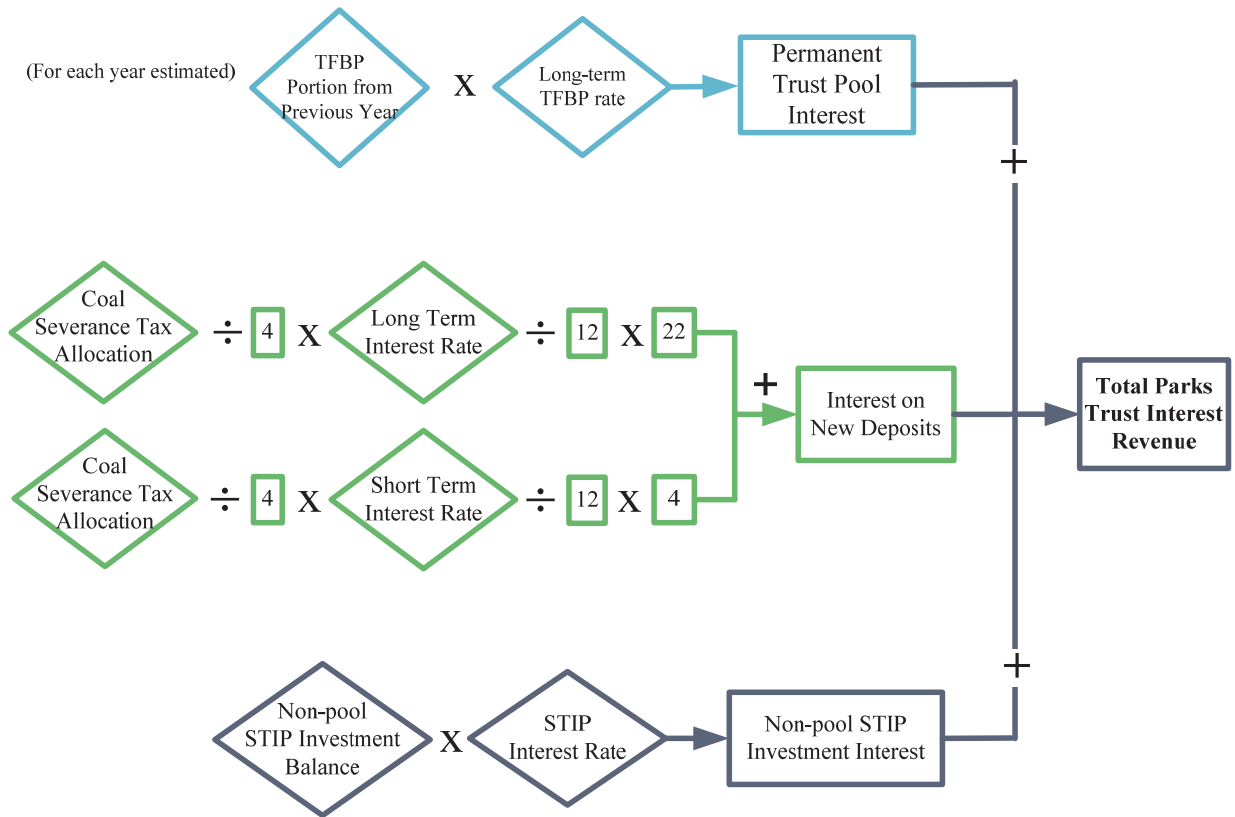 (For each year estimated)
TFBP
Portion from
Previous Year
X
Long-term
TFBP rate
Permanent
Trust Pool
Interest
+
Coal
Severance Tax
Allocation
÷ 4 X
Long Term
Interest Rate
÷ 12 X 22
+
Interest on
New Deposits
Total Parks
Trust Interest
Revenue
Coal
Severance Tax
Allocation
÷ 4 X
Short Term
Interest Rate
÷ 12 X 4
+
Non-pool
STIP Investment
Balance
X
STIP
Interest Rate
Non-pool STIP
Investment Interest